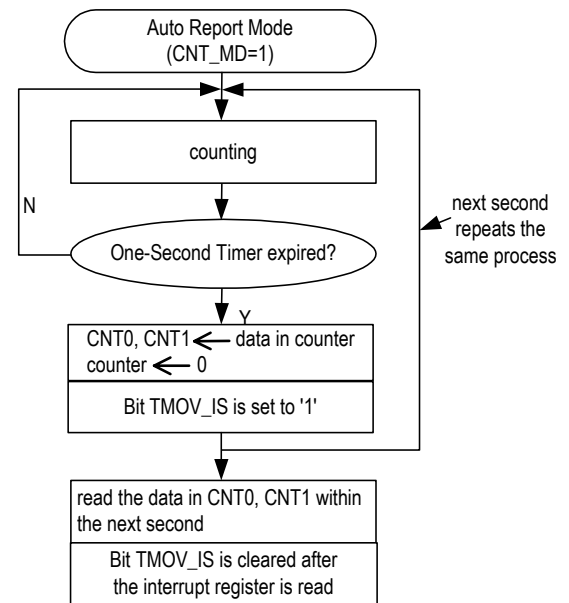 Auto Report Mode
(CNT_MD=1)
counting
N
next second
repeats the
same process
One-Second Timer expired?
Y
CNT0, CNT1 ← data in counter
counter ← 0
Bit TMOV_IS is set to '1'
read the data in CNT0, CNT1 within
the next second
Bit TMOV_IS is cleared after
the interrupt register is read